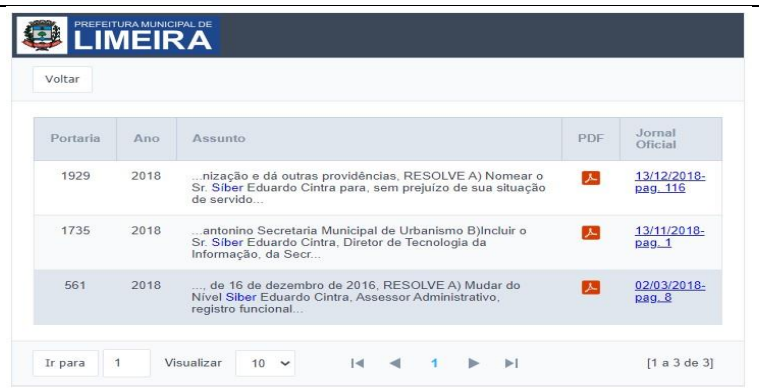 PREFEITURA MUNICIPAL DE
LIMEIRA
Voltar
Portaria Ano Assunto PDF Jornal Oficial
1929 2018 ...nização e dá outras providências, RESOLVE A) Nomear o 13/12/2018-
Sr. Síber Eduardo Cintra para, sem prejuízo de sua situação pag. 116
de servido...
1735 2018 ...antonino Secretaria Municipal de Urbanismo B)Incluir o 13/11/2018-
Sr. Síber Eduardo Cintra, Diretor de Tecnologia da pag. 1
Informação, da Secr...
561 2018 ..., de 16 de dezembro de 2016, RESOLVE A) Mudar do 02/03/2018-
Nível Siber Eduardo Cintra, Assessor Administrativo, pag. 8
registro funcional...
Ir para 1 Visualizar 10 1 [1 a 3 de 3]